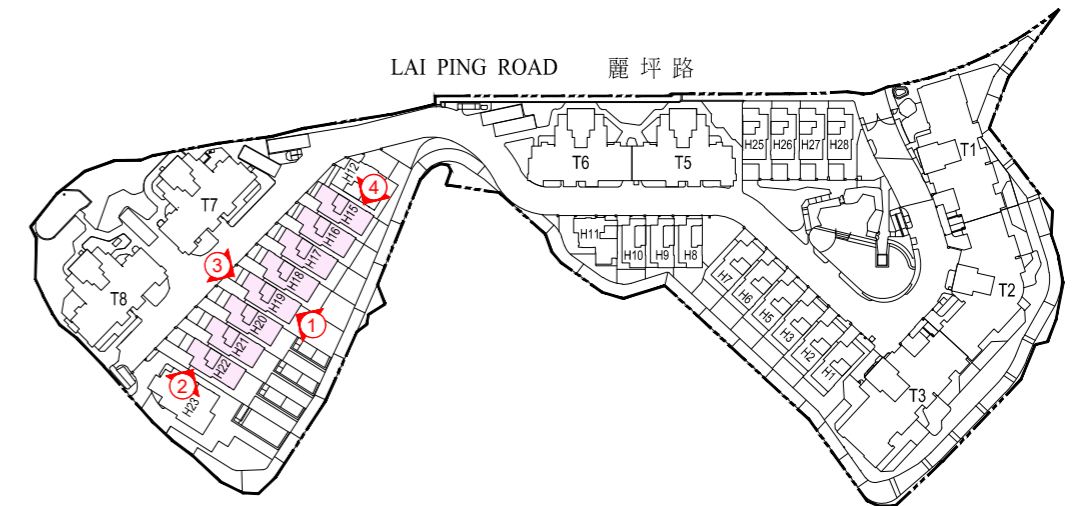 LAI PING ROAD 麗坪路
T6
T5
H25
H26
H27
H28
T1
T7
H12
4
H15
H16
H17
H18
H19
H20
H21
H22
H23
3
1
2
T8
H11
H10
H9
H8
H7
H6
H5
H3
H2
H1
T2
T3